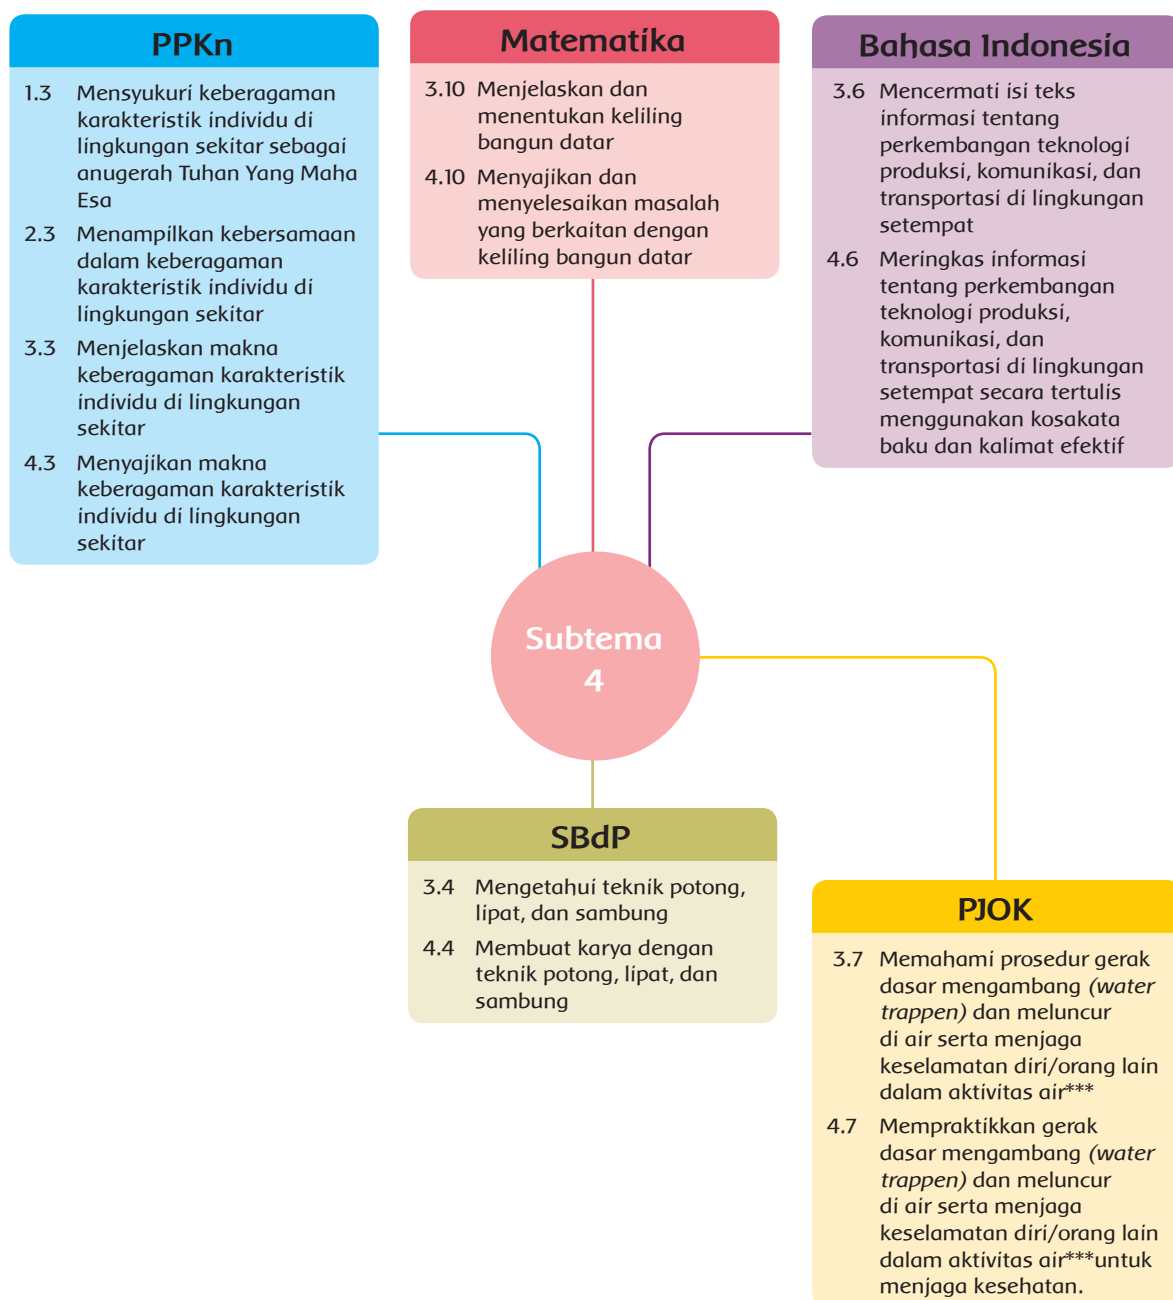 PPKn
1.3 Mensyukuri keberagaman
karakteristik individu di
lingkungan sekitar sebagai
anugerah Tuhan Yang Maha
Esa
2.3 Menampilkan kebersamaan
dalam keberagaman
karakteristik individu di
lingkungan sekitar
3.3 Menjelaskan makna
keberagaman karakteristik
individu di lingkungan
sekitar
4.3 Menyajikan makna
keberagaman karakteristik
individu di lingkungan
sekitar
Matematika
3.10 Menjelaskan dan
menentukan keliling
bangun datar
4.10 Menyajikan dan
menyelesaikan masalah
yang berkaitan dengan
keliling bangun datar
Bahasa Indonesia
3.6 Mencermati isi teks
informasi tentang
perkembangan teknologi
produksi, komunikasi, dan
transportasi di lingkungan
setempat
4.6 Meringkas informasi
tentang perkembangan
teknologi produksi,
komunikasi, dan
transportasi di lingkungan
setempat secara tertulis
menggunakan kosakata
baku dan kalimat efektif
Subtema
4
SBdP
3.4 Mengetahui teknik potong,
lipat, dan sambung
4.4 Membuat karya dengan
teknik potong, lipat, dan
sambung
PJOK
3.7 Memahami prosedur gerak
dasar mengambang (water
trappen) dan meluncur
di air serta menjaga
keselamatan diri/orang lain
dalam aktivitas air***
4.7 Mempraktikkan gerak
dasar mengambang (water
trappen) dan meluncur
di air serta menjaga
keselamatan diri/orang lain
dalam aktivitas air***untuk
menjaga kesehatan.